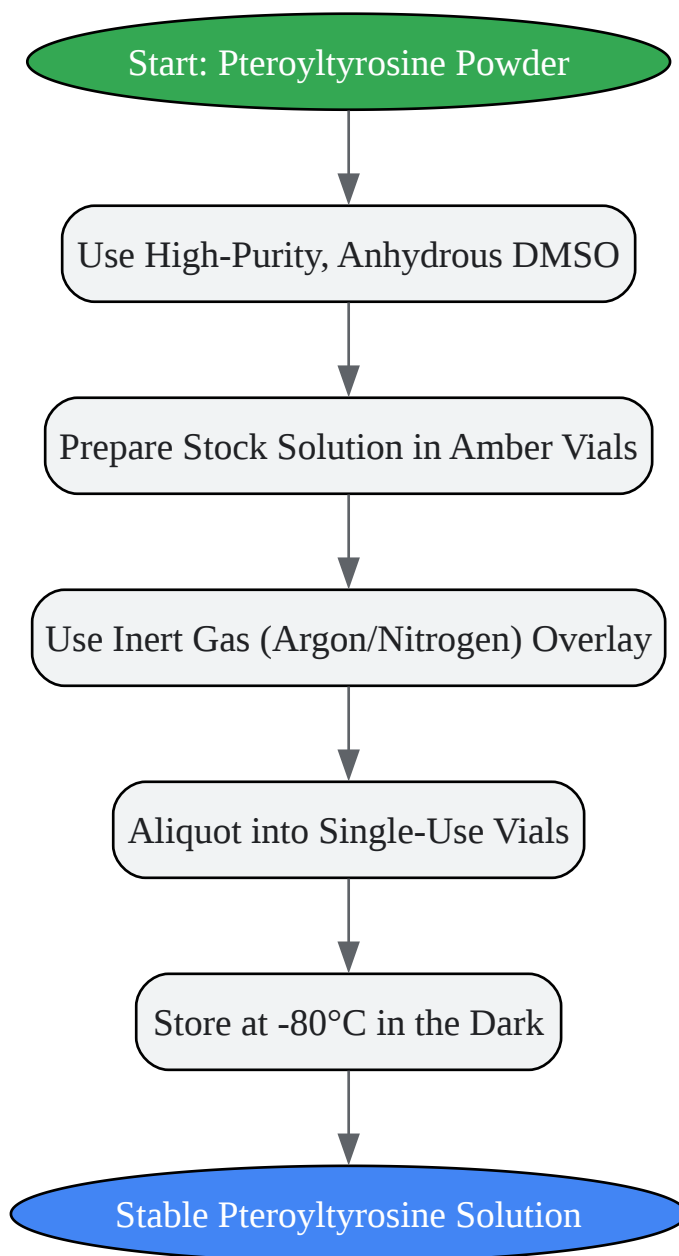 Start: Pteroyltyrosine Powder
Use High-Purity, Anhydrous DMSO
Prepare Stock Solution in Amber Vials
Use Inert Gas (Argon/Nitrogen) Overlay
Aliquot into Single-Use Vials
Store at -80°C in the Dark
Stable Pteroyltyrosine Solution